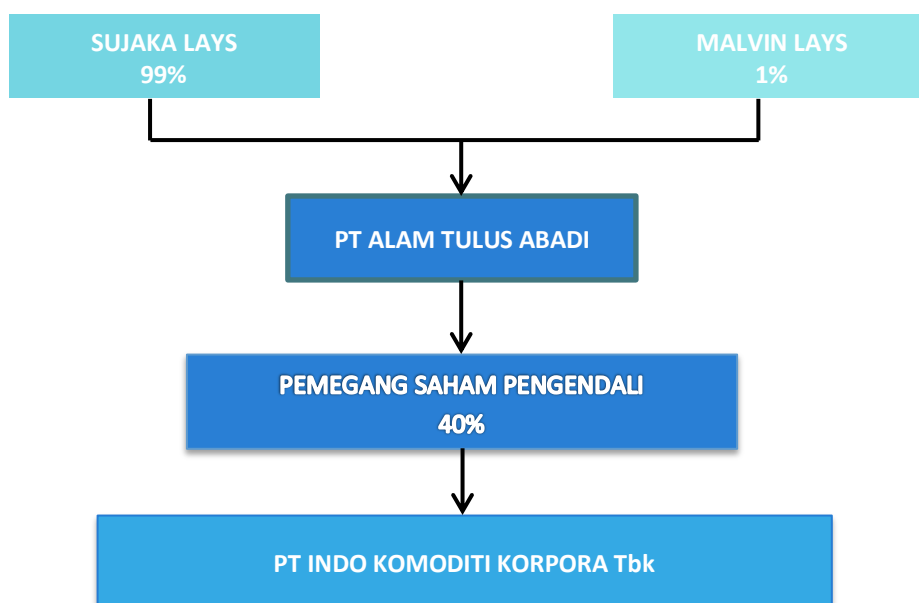 SUJAKA LAYS
99%
MALVIN LAYS
1%
PT ALAM TULUS ABADI
PEMEGANG SAHAM PENGENDALI
40%
PT INDO KOMODITI KORPORA Tbk